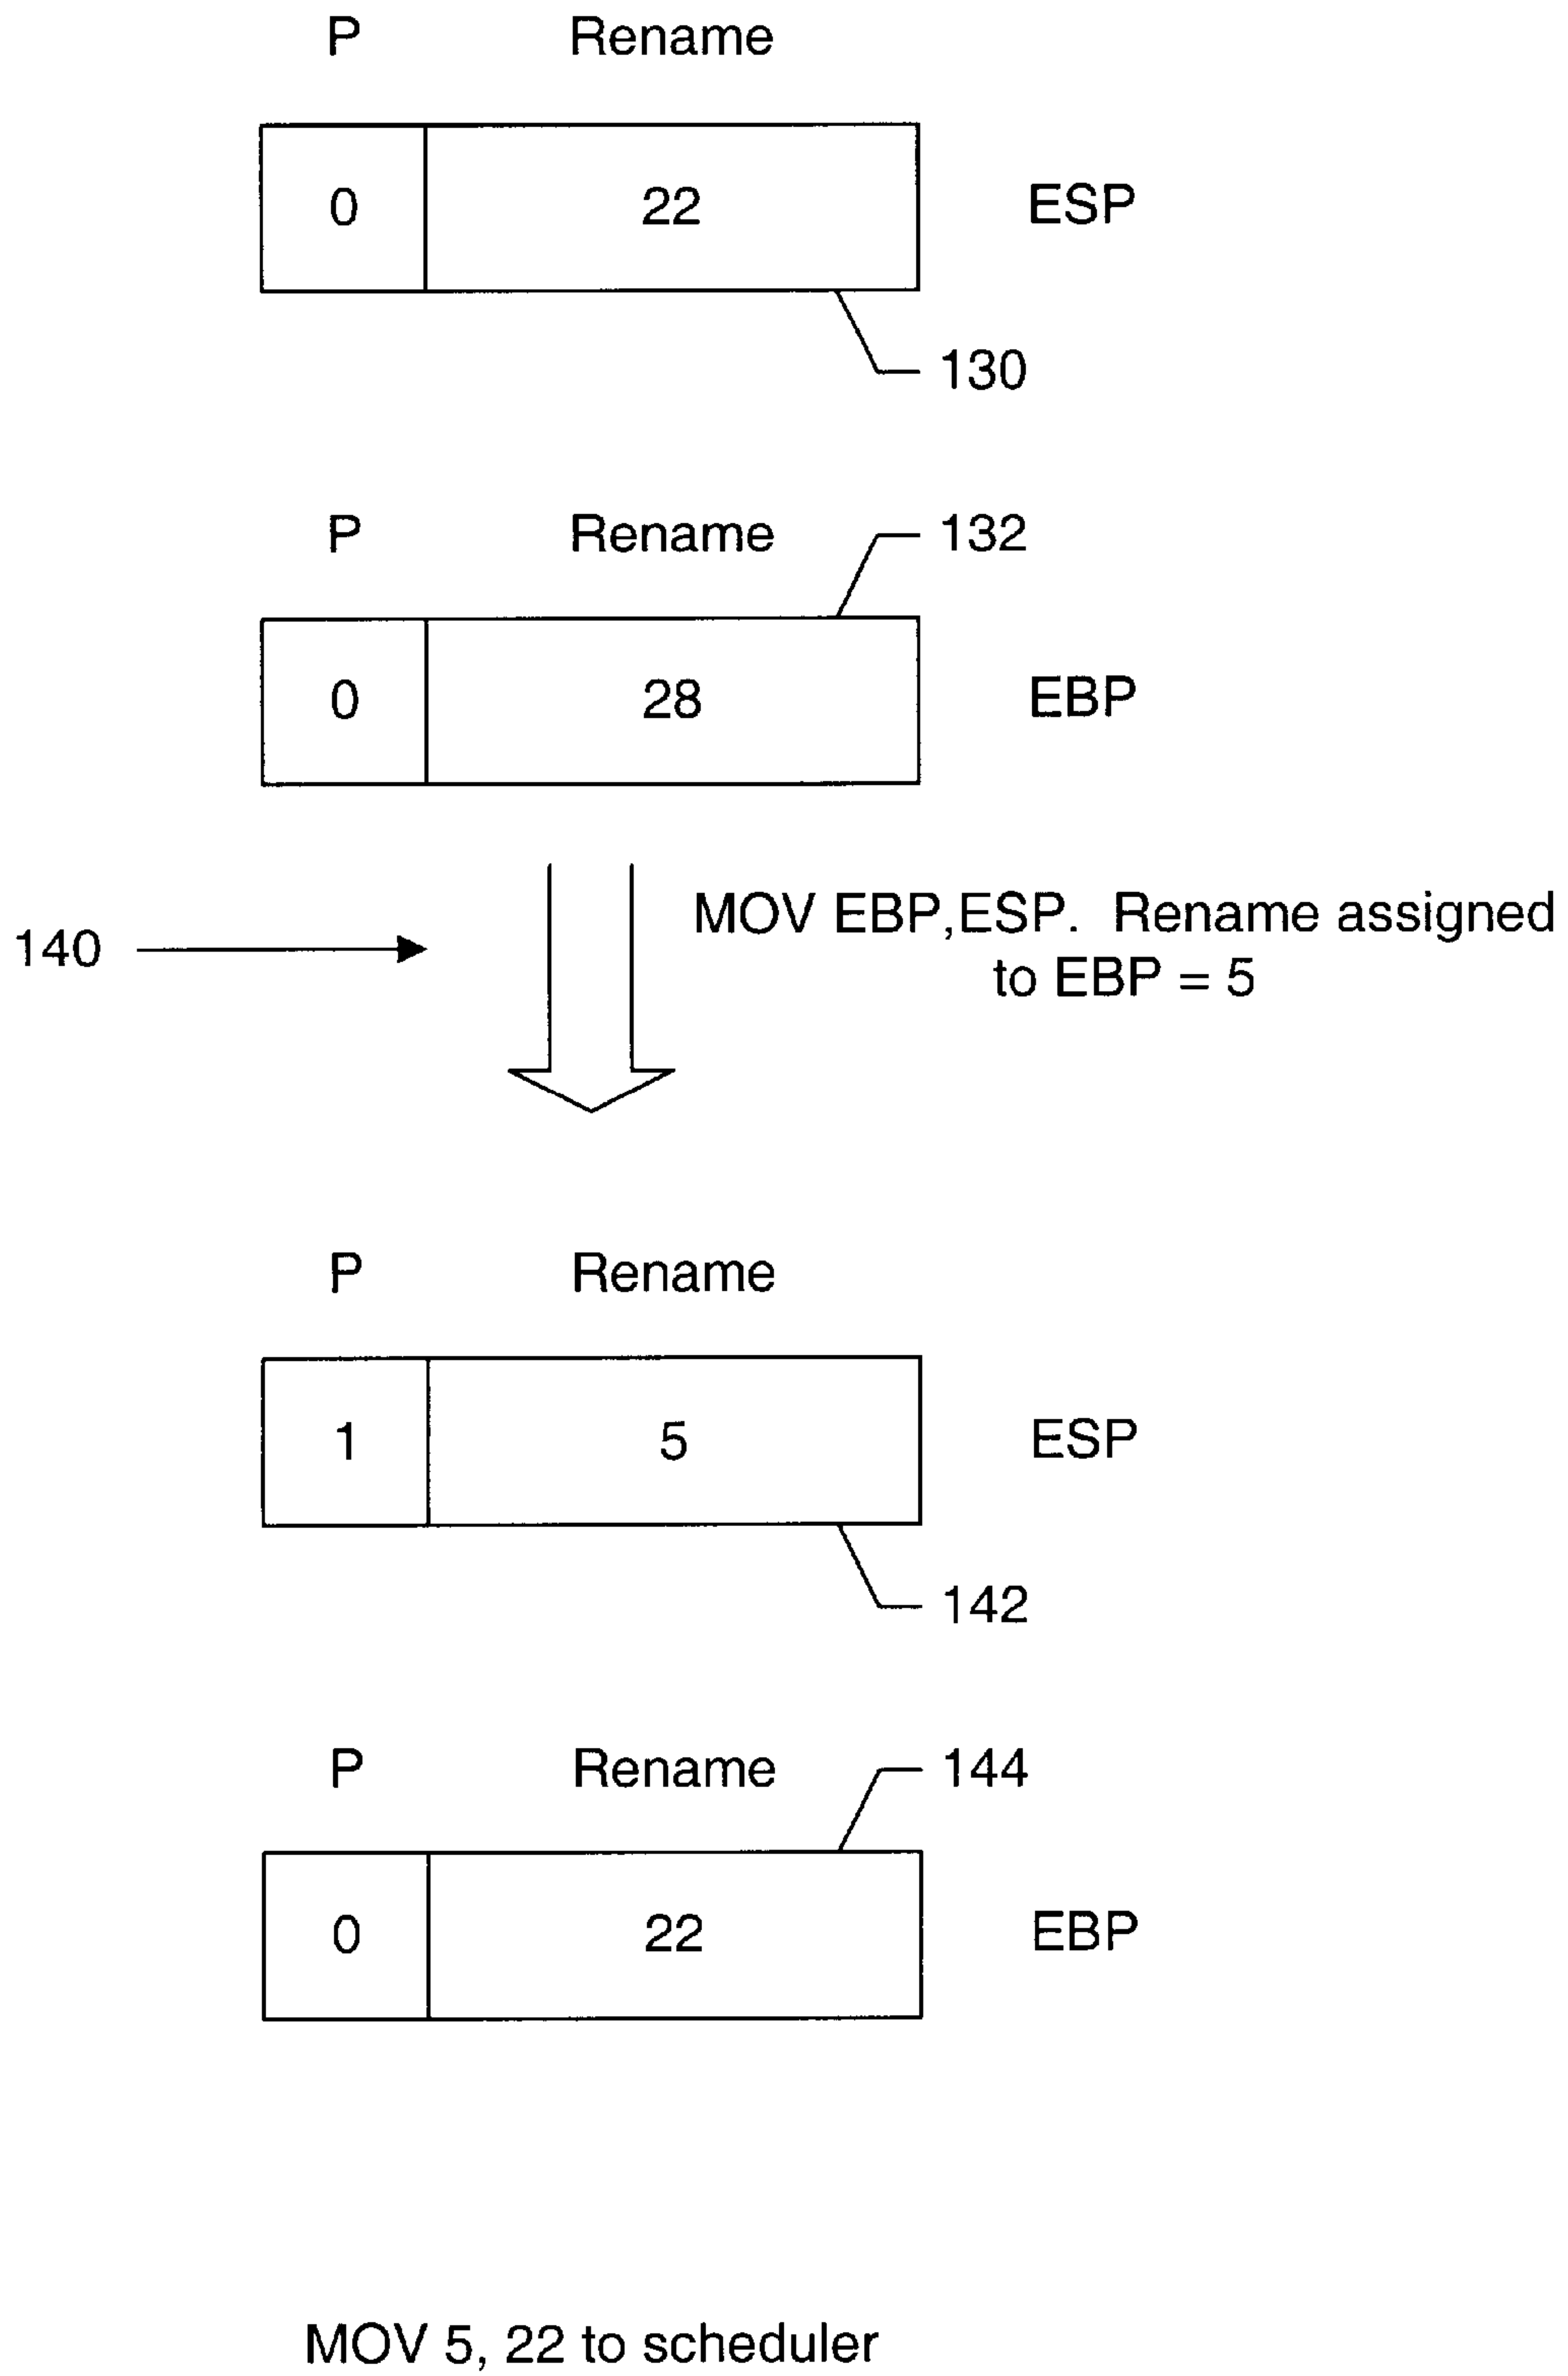 P Rename
0 22 ESP
130
P Rename 132
0 28 EBP
140 MOV EBP,ESP. Rename assigned
to EBP = 5
P Rename
1 5 ESP
142
P Rename 144
0 22 EBP
MOV 5, 22 to scheduler